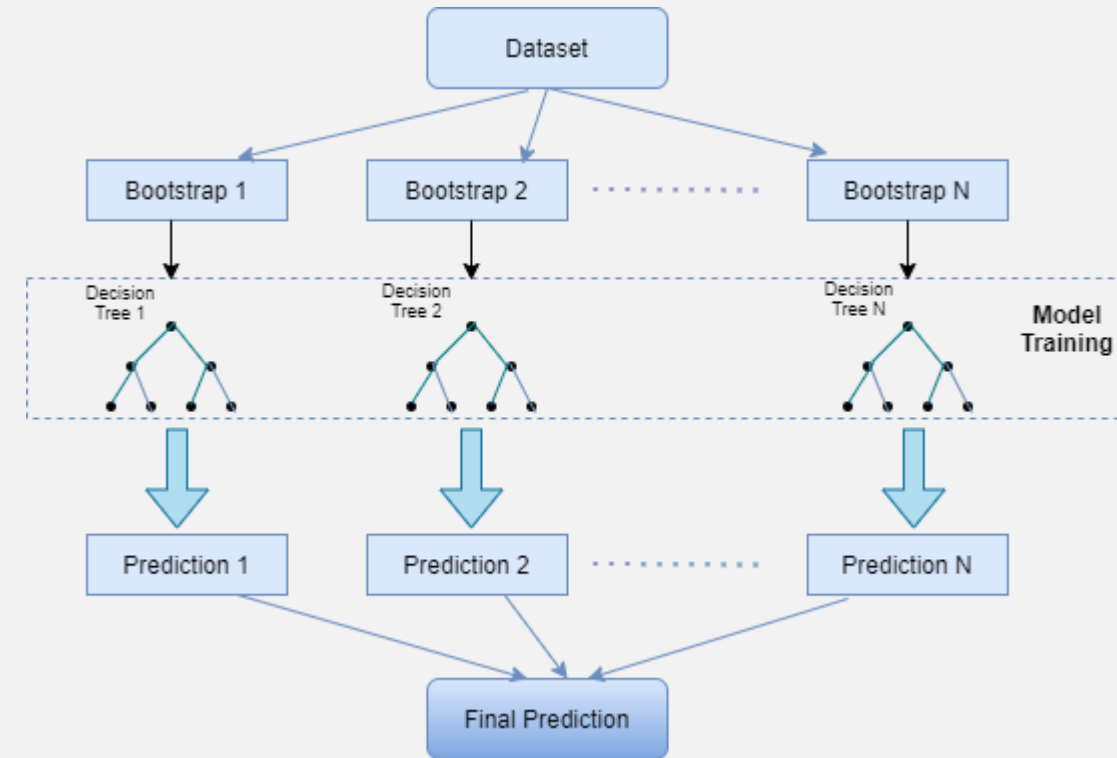 Dataset
Bootstrap 1
Bootstrap 2
Bootstrap N
Decision
Tree 1
Decision
Tree 2
Decision
Tree N
Model
Training
Prediction 1
Prediction 2
Prediction N
Final Prediction